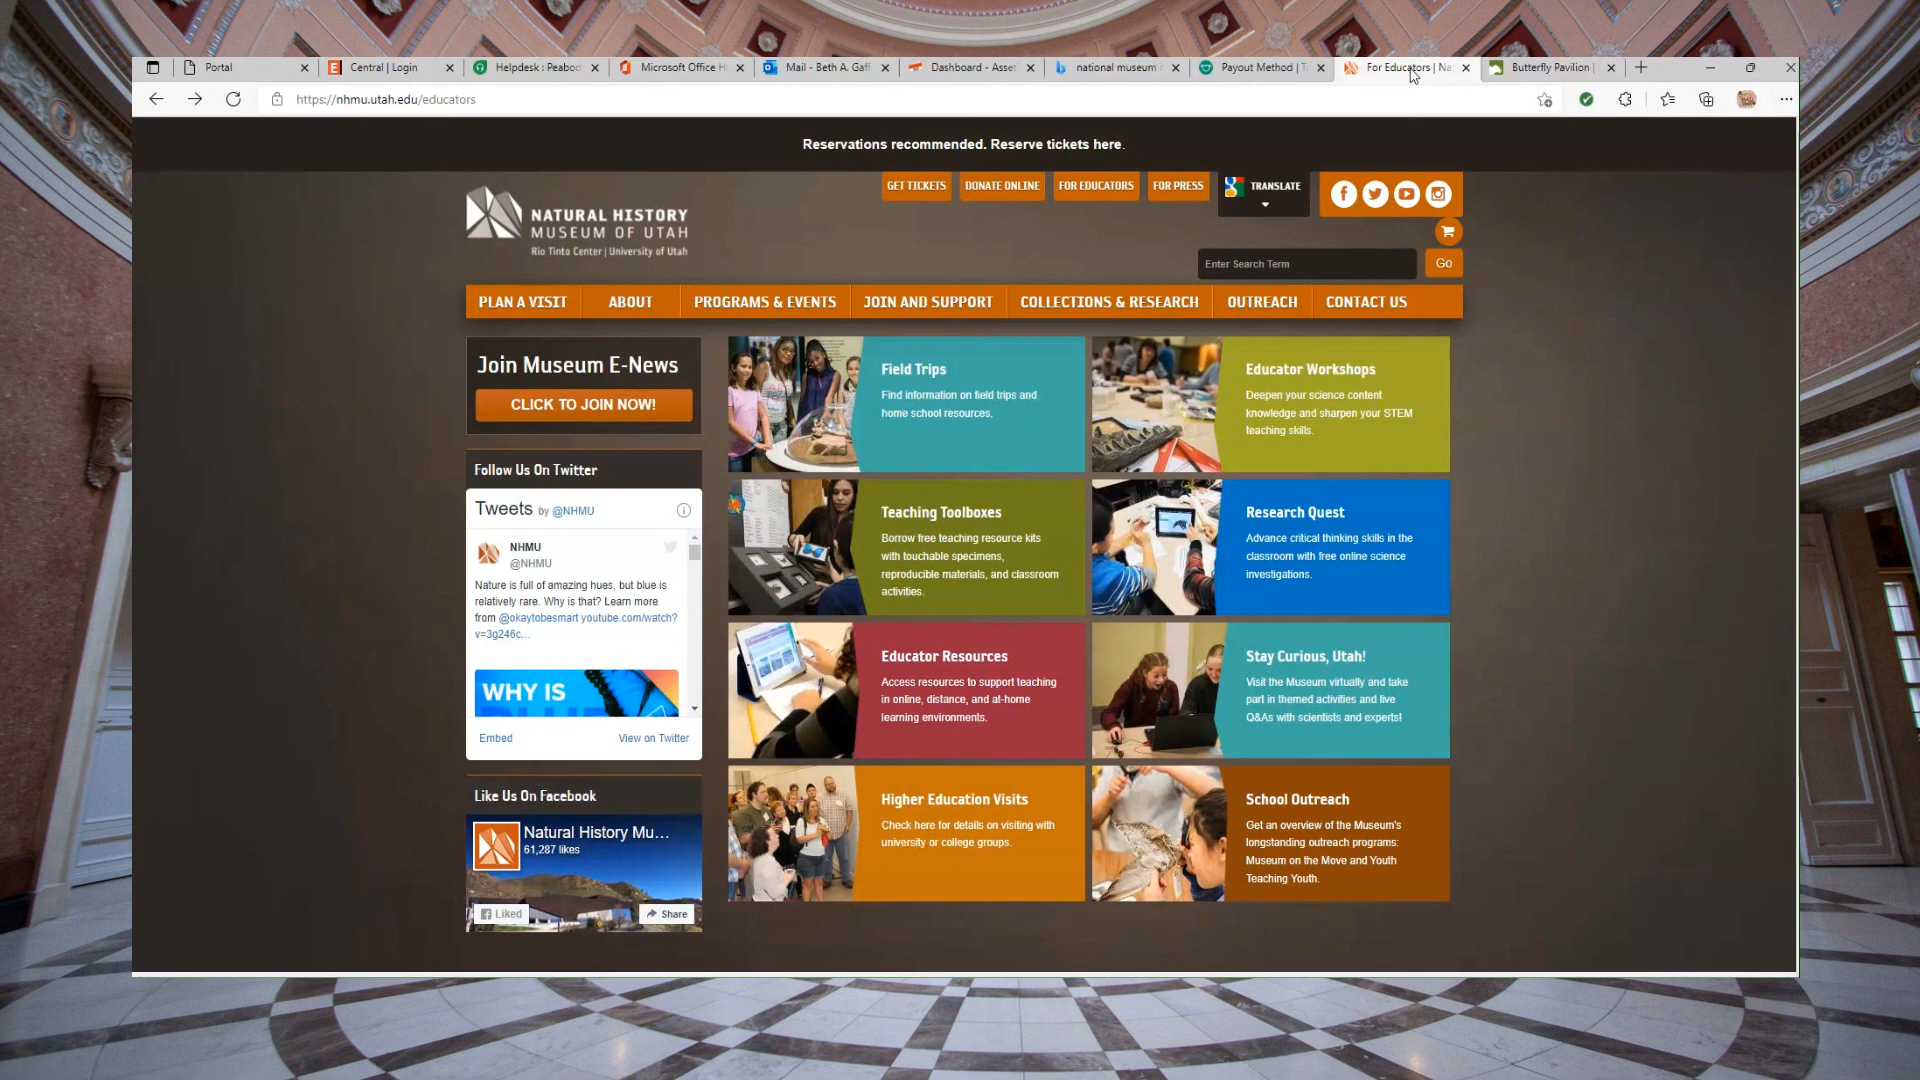 Portal
Central | Login
Helpdesk : Peabod
Microsoft Office H
Mail - Beth A. Gaff
Dashboard - Asset
national museum
Payout Method | T
For Educators | Na
Butterfly Pavilion |
https://nhmu.utah.edu/educators
Reservations recommended. Reserve tickets here.
GET TICKETS
DONATE ONLINE
FOR EDUCATORS
FOR PRESS
TRANSLATE
NATURAL HISTORY
MUSEUM OF UTAH
Rio Tinto Center | University of Utah
Enter Search Term
Go
PLAN A VISIT
ABOUT
PROGRAMS & EVENTS
JOIN AND SUPPORT
COLLECTIONS & RESEARCH
OUTREACH
CONTACT US
Join Museum E-News
CLICK TO JOIN NOW!
Follow Us On Twitter
Tweets by @NHMU
NHMU
@NHMU
Nature is full of amazing hues, but blue is
relatively rare. Why is that? Learn more
from @okaytobesmart youtube.com/watch?
v=3g246c...
WHY IS
Embed
View on Twitter
Like Us On Facebook
Natural History Mu...
61,287 likes
Liked
Share
Field Trips
Find information on field trips and
home school resources.
Educator Workshops
Deepen your science content
knowledge and sharpen your STEM
teaching skills.
Teaching Toolboxes
Borrow free teaching resource kits
with touchable specimens,
reproducible materials, and classroom
activities.
Research Quest
Advance critical thinking skills in the
classroom with free online science
investigations.
Educator Resources
Access resources to support teaching
in online, distance, and at-home
learning environments.
Stay Curious, Utah!
Visit the Museum virtually and take
part in themed activities and live
Q&As with scientists and experts!
Higher Education Visits
Check here for details on visiting with
university or college groups.
School Outreach
Get an overview of the Museum's
longstanding outreach programs:
Museum on the Move and Youth
Teaching Youth.